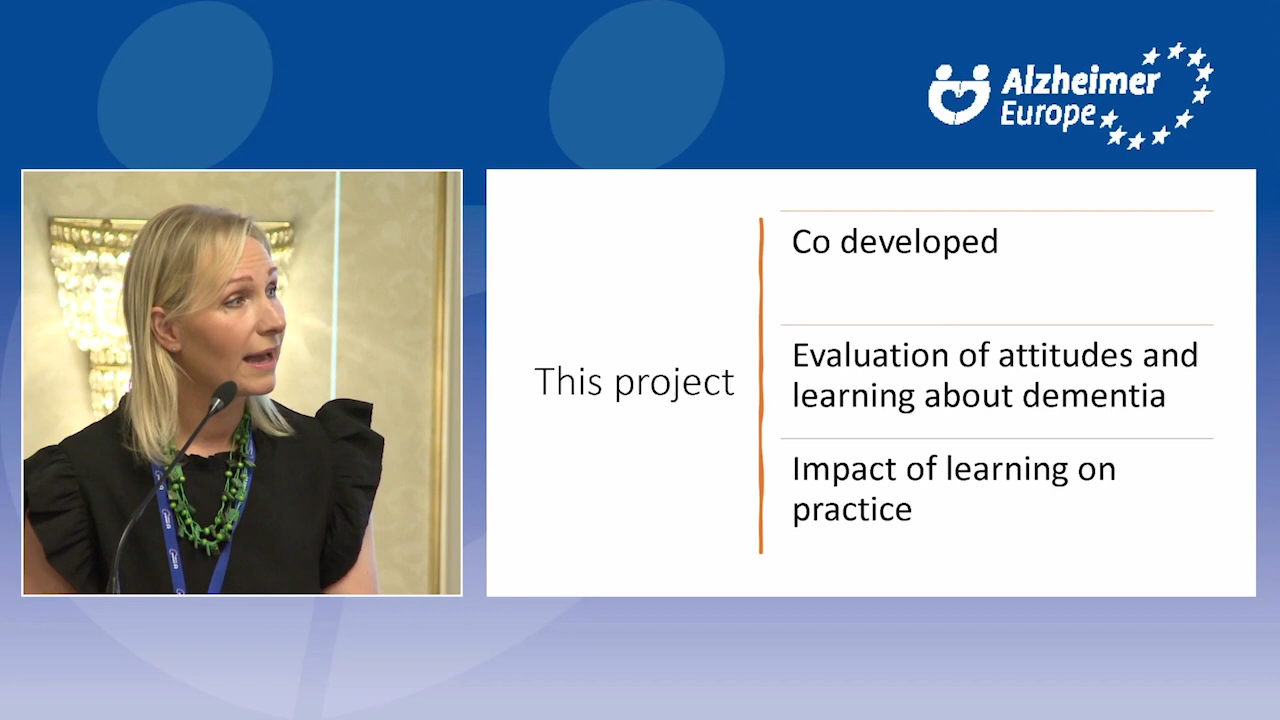 Alzheimer
Europe
Co developed
This project
Evaluation of attitudes and
learning about dementia
Impact of learning on
practice